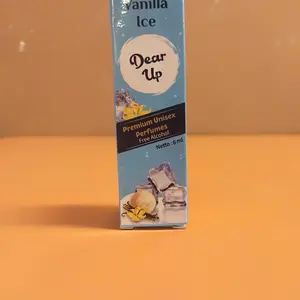 Vanilla
Ice
Dear
Up
Premium Unisex
Perfumes
Free Alcohol
Netto : 6 ml